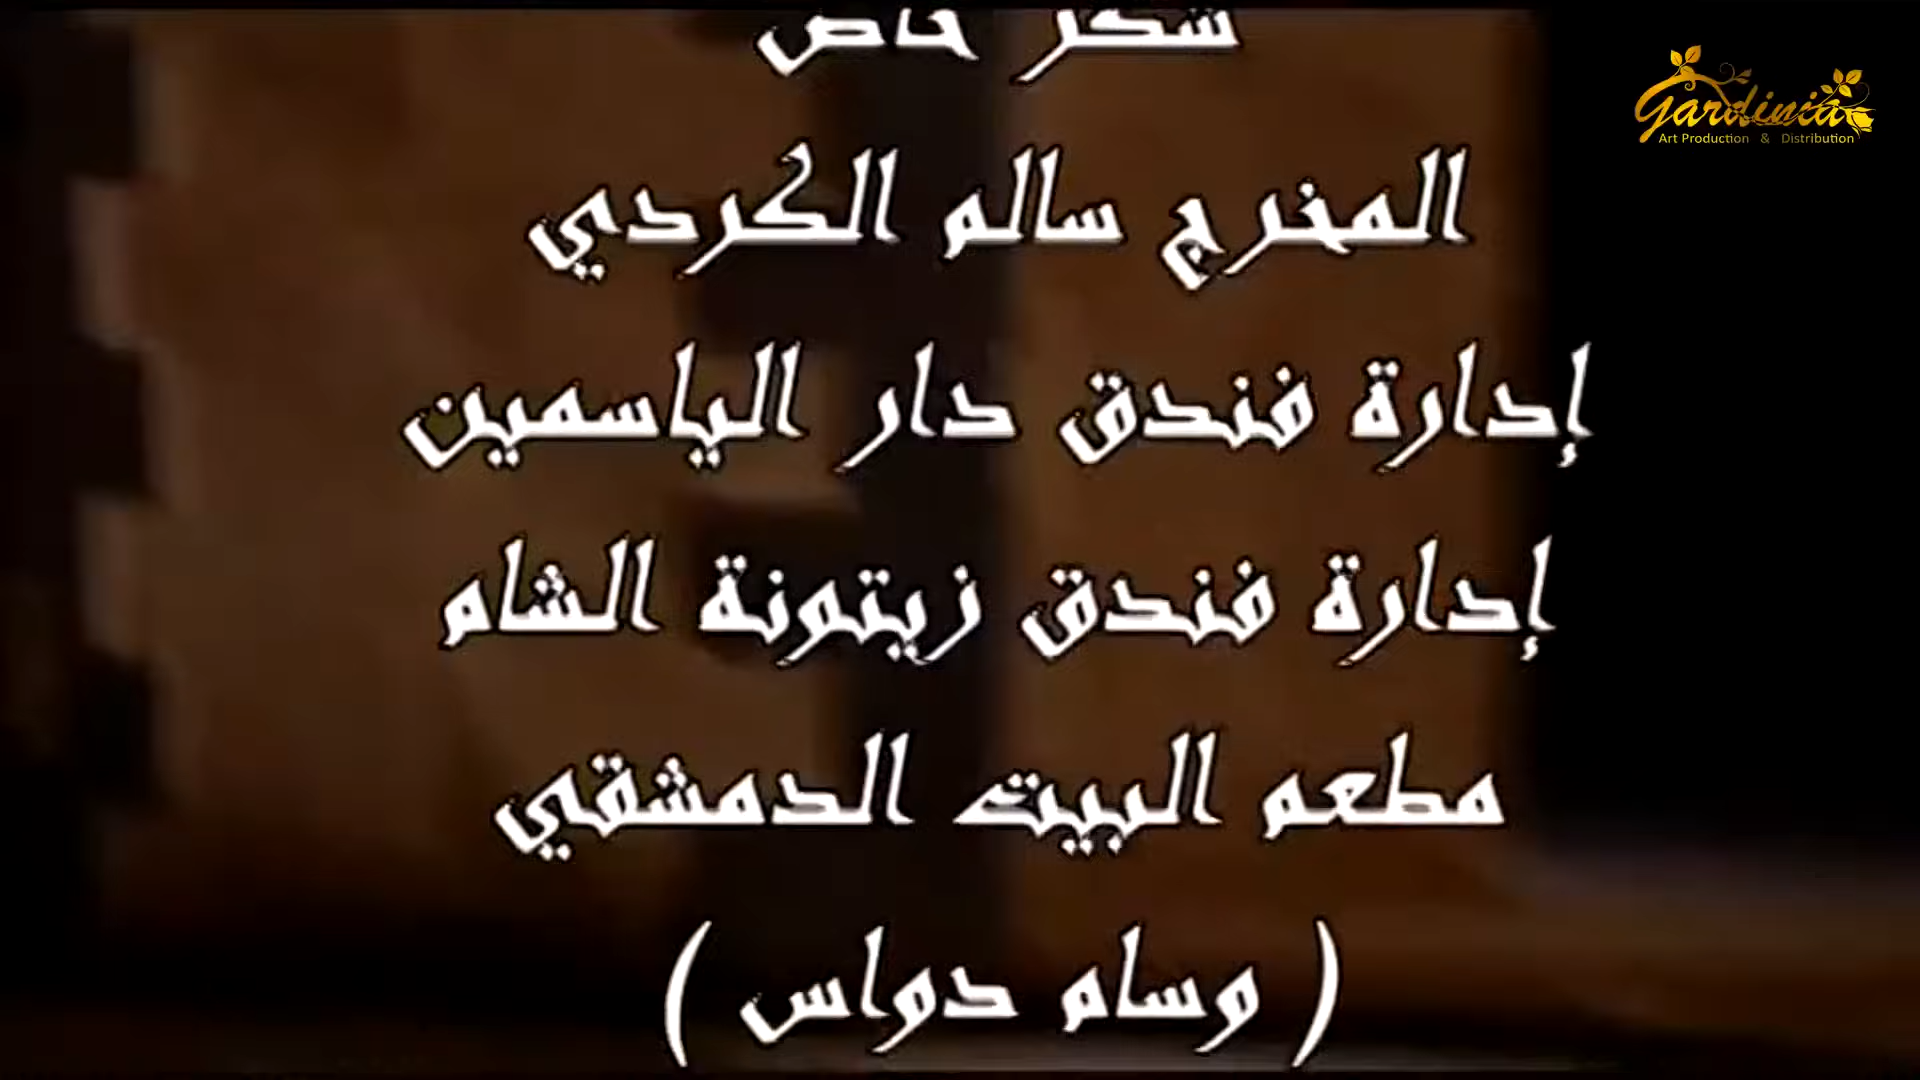 شكر خاص
المخرج سالم الكردي
إدارة فندق دار الياسمين
إدارة فندق زيتونة الشام
مطعم البيت الدمشقي
( وسام دواس )
Gardinia
Art Production & Distribution